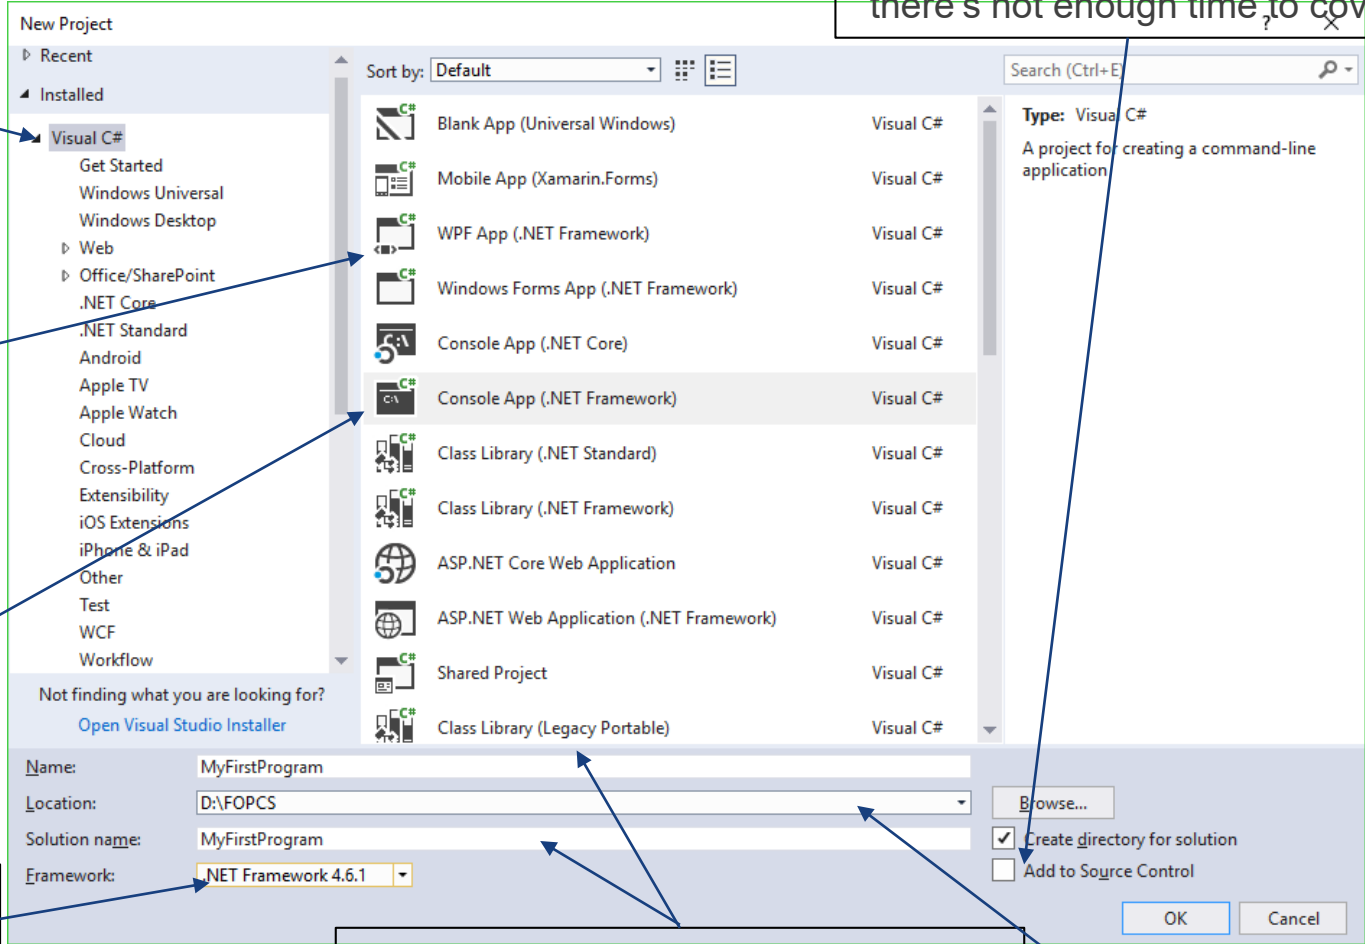 there's not enough time to cov
New Project
?
Recent
Installed
Visual C#
Get Started
Windows Universal
Windows Desktop
Web
Office/SharePoint
.NET Core
.NET Standard
Android
Apple TV
Apple Watch
Cloud
Cross-Platform
Extensibility
iOS Extensions
iPhone & iPad
Other
Test
WCF
Workflow
Not finding what you are looking for?
Open Visual Studio Installer
Sort by: Default
Blank App (Universal Windows) Visual C#
Mobile App (Xamarin.Forms) Visual C#
WPF App (.NET Framework) Visual C#
Windows Forms App (.NET Framework) Visual C#
Console App (.NET Core) Visual C#
Console App (.NET Framework) Visual C#
Class Library (.NET Standard) Visual C#
Class Library (.NET Framework) Visual C#
ASP.NET Core Web Application Visual C#
ASP.NET Web Application (.NET Framework) Visual C#
Shared Project Visual C#
Class Library (Legacy Portable) Visual C#
Search (Ctrl+E)
Type: Visual C#
A project for creating a command-line
application
Name: MyFirstProgram
Location: D:\FOPCS
Browse...
Solution name: MyFirstProgram
Create directory for solution
Framework: .NET Framework 4.6.1
Add to Source Control
OK Cancel